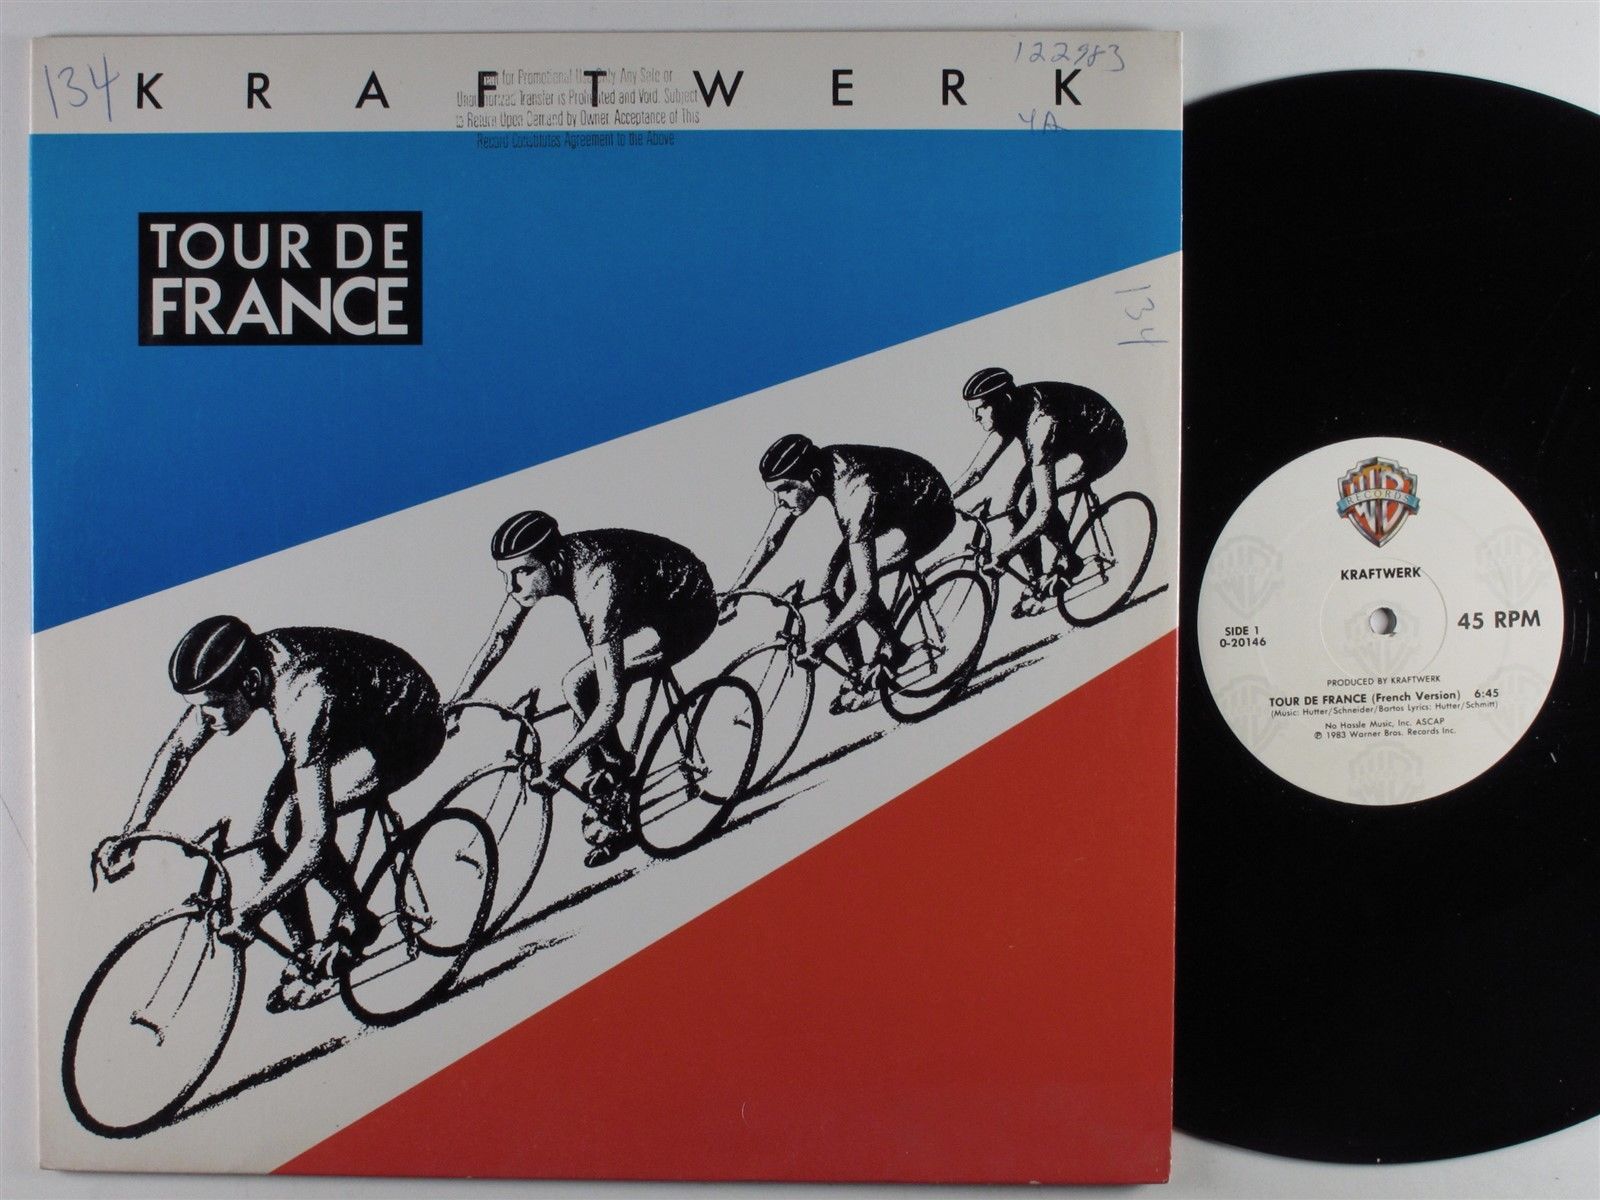 134
KRAFTWERK
122983
4A
for Promotional Use Only Any Sale or
Unauthorized Transfer is Prohibited and Void. Subject
to Return Upon Demand by Owner. Acceptance of This
Record Constitutes Agreement to the Above
TOUR DE
FRANCE
134
RECORDS
KRAFTWERK
SIDE 1
0-20146
45 RPM
PRODUCED BY KRAFTWERK
TOUR DE FRANCE (French Version) 6:45
(Music: Hutter/Schneider/Bartos Lyrics: Hutter/Schmitt)
No Hassle Music, Inc. ASCAP
℗ 1983 Warner Bros. Records Inc.